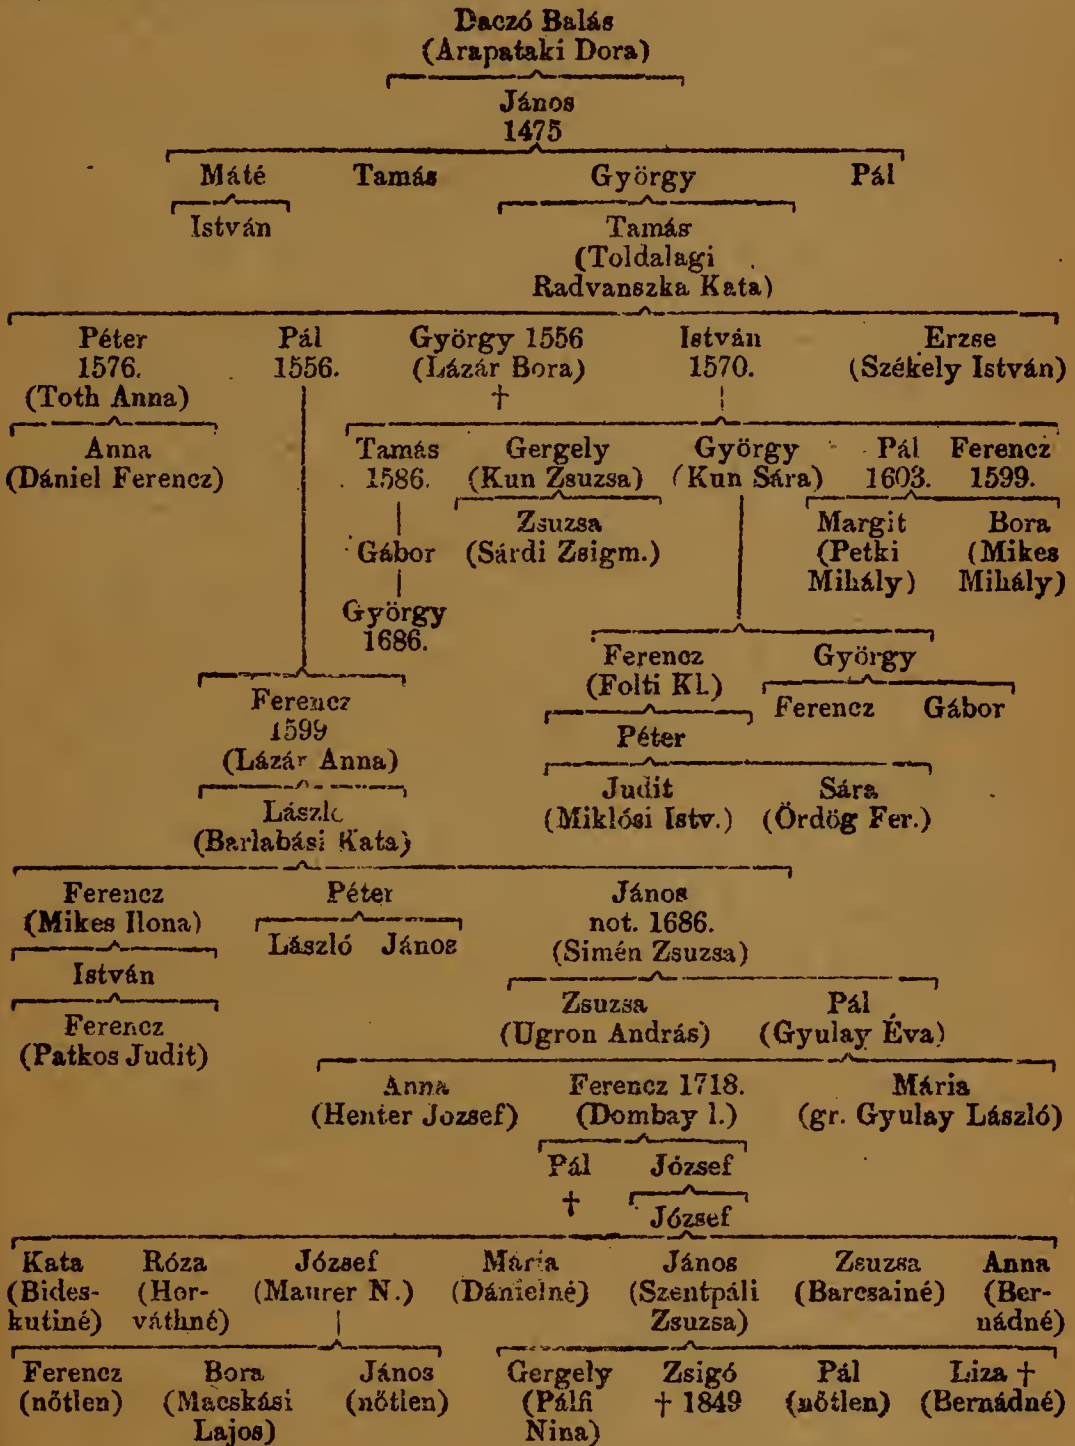 Daczó Balás
(Arapataki Dora)
János
1475
Máté Tamás György Pál
István Tamás
(Toldalagi
Radvanszka Kata)
Péter Pál György 1556 István Erzse
1576. 1556. (Lázár Bora) 1570. (Székely István)
(Toth Anna) †
Anna Tamás Gergely György Pál Ferencz
(Dániel Ferencz) 1586. (Kun Zsuzsa) (Kun Sára) 1603. 1599.
Zsuzsa Margit Bora
Gábor (Sárdi Zsigm.) (Petki (Mikes
Mihály) Mihály)
György
1686.
Ferencz György
(Folti Kl.)
Ferencz Ferencz Gábor
1599 Péter
(Lázár Anna)
Judit Sára
Lászlc (Miklósi Istv.) (Ördög Fer.)
(Barlabási Kata)
Ferencz Péter János
(Mikes Ilona) not. 1686.
László János (Simén Zsuzsa)
István
Zsuzsa Pál
Ferencz (Ugron András) (Gyulay Éva)
(Patkos Judit)
Anna Ferencz 1718. Mária
(Henter Jozsef) (Dombay l.) (gr. Gyulay László)
Pál József
†
József
Kata Róza József Mária János Zsuzsa Anna
(Bides- (Hor- (Maurer N.) (Dánielné) (Szentpáli (Barcsainé) (Ber-
kutiné) váthné) Zsuzsa) nádné)
Ferencz Bora János Gergely Zsigó Pál Liza †
(nőtlen) (Macskási (nőtlen) (Pálfi † 1849 (nőtlen) (Bernádné)
Lajos) Nina)